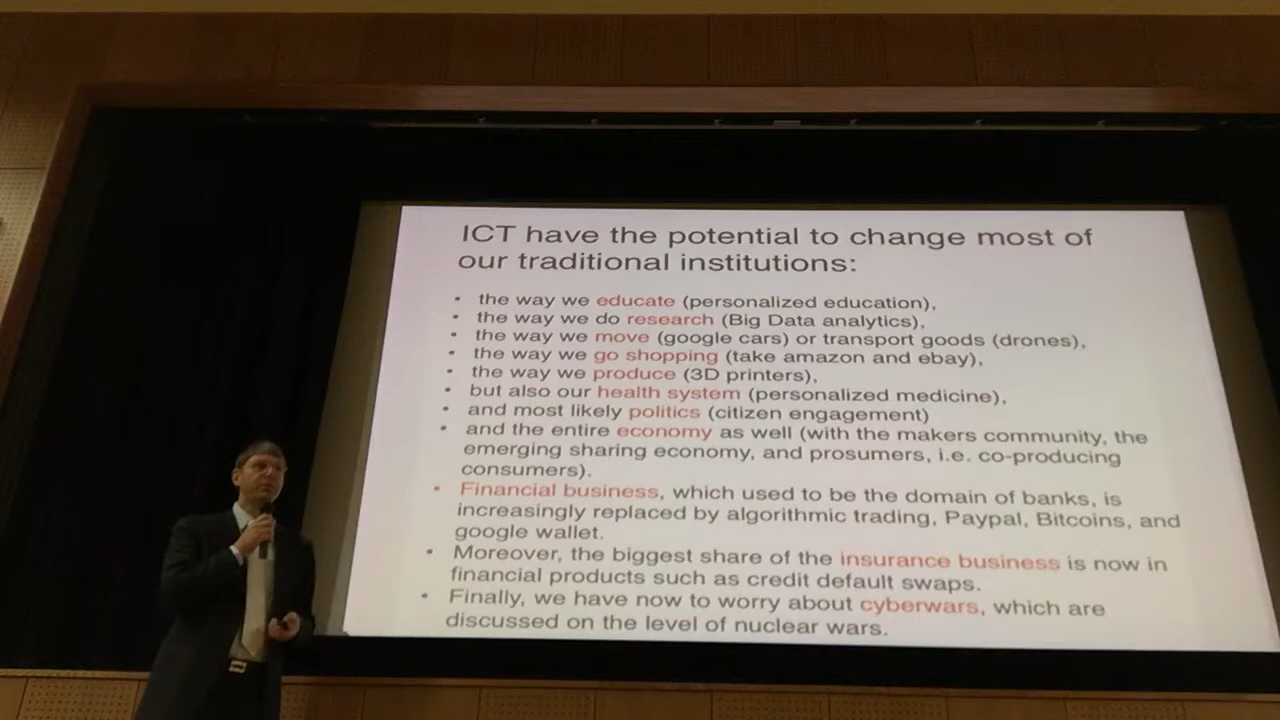 ICT have the potential to change most of
our traditional institutions:
• the way we educate (personalized education),
• the way we do research (Big Data analytics),
• the way we move (google cars) or transport goods (drones),
• the way we go shopping (take amazon and ebay),
• the way we produce (3D printers),
• but also our health system (personalized medicine),
• and most likely politics (citizen engagement)
• and the entire economy as well (with the makers community, the
emerging sharing economy, and prosumers, i.e. co-producing
consumers).
• Financial business, which used to be the domain of banks, is
increasingly replaced by algorithmic trading, Paypal, Bitcoins, and
google wallet.
• Moreover, the biggest share of the insurance business is now in
financial products such as credit default swaps.
• Finally, we have now to worry about cyberwars, which are
discussed on the level of nuclear wars.